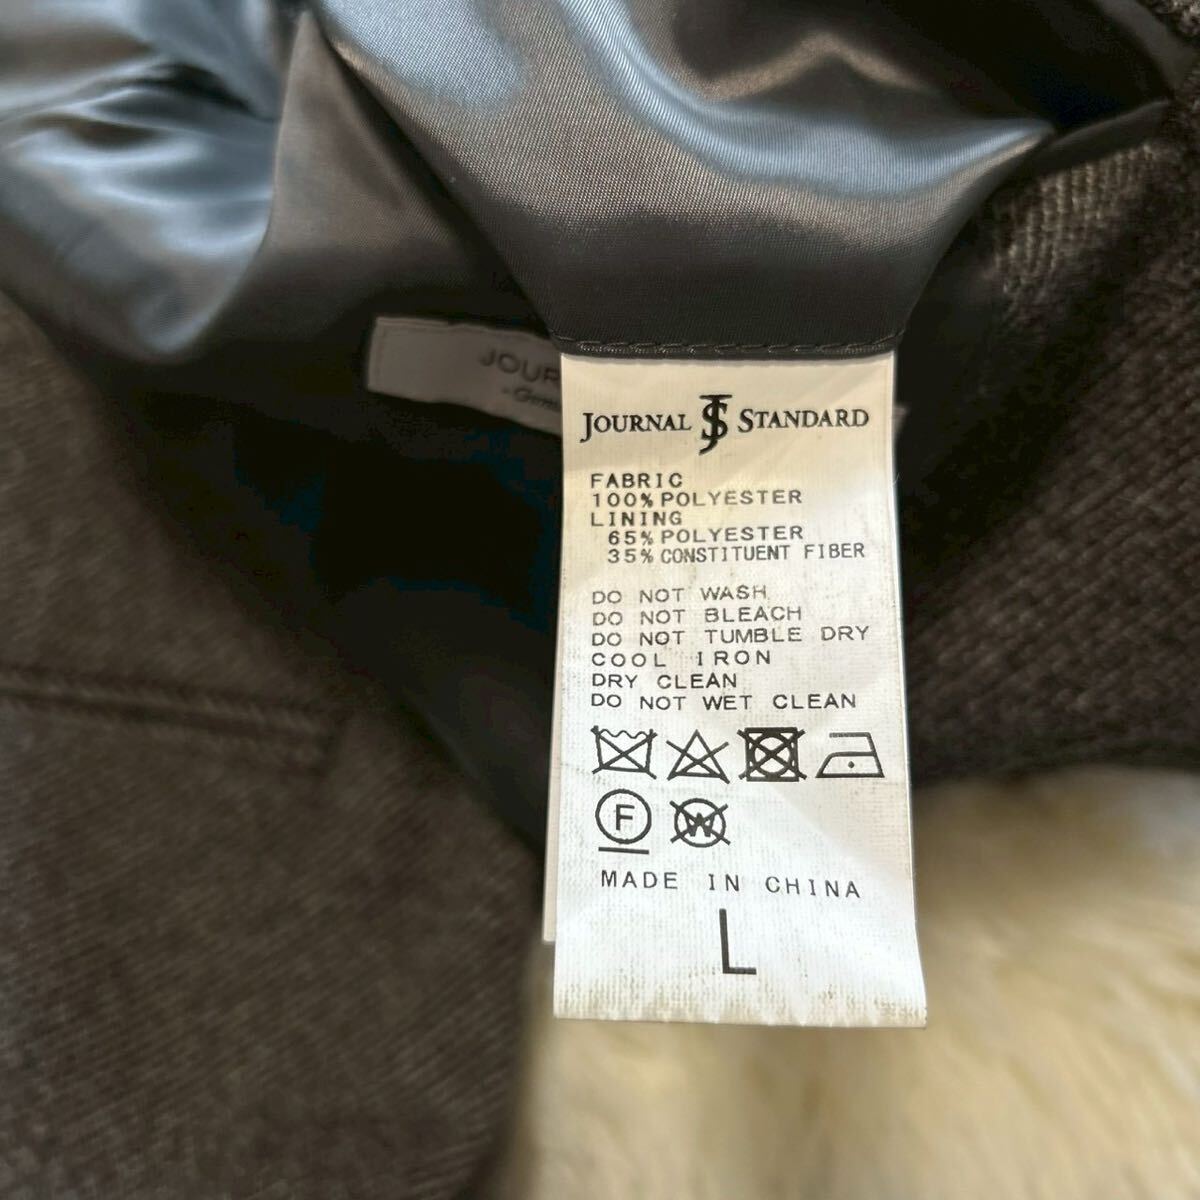 JOUR
JOURNAL JS STANDARD
FABRIC
100% POLYESTER
LINING
65% POLYESTER
35% CONSTITUENT FIBER
DO NOT WASH
DO NOT BLEACH
DO NOT TUMBLE DRY
COOL IRON
DRY CLEAN
DO NOT WET CLEAN
F W
MADE IN CHINA
L